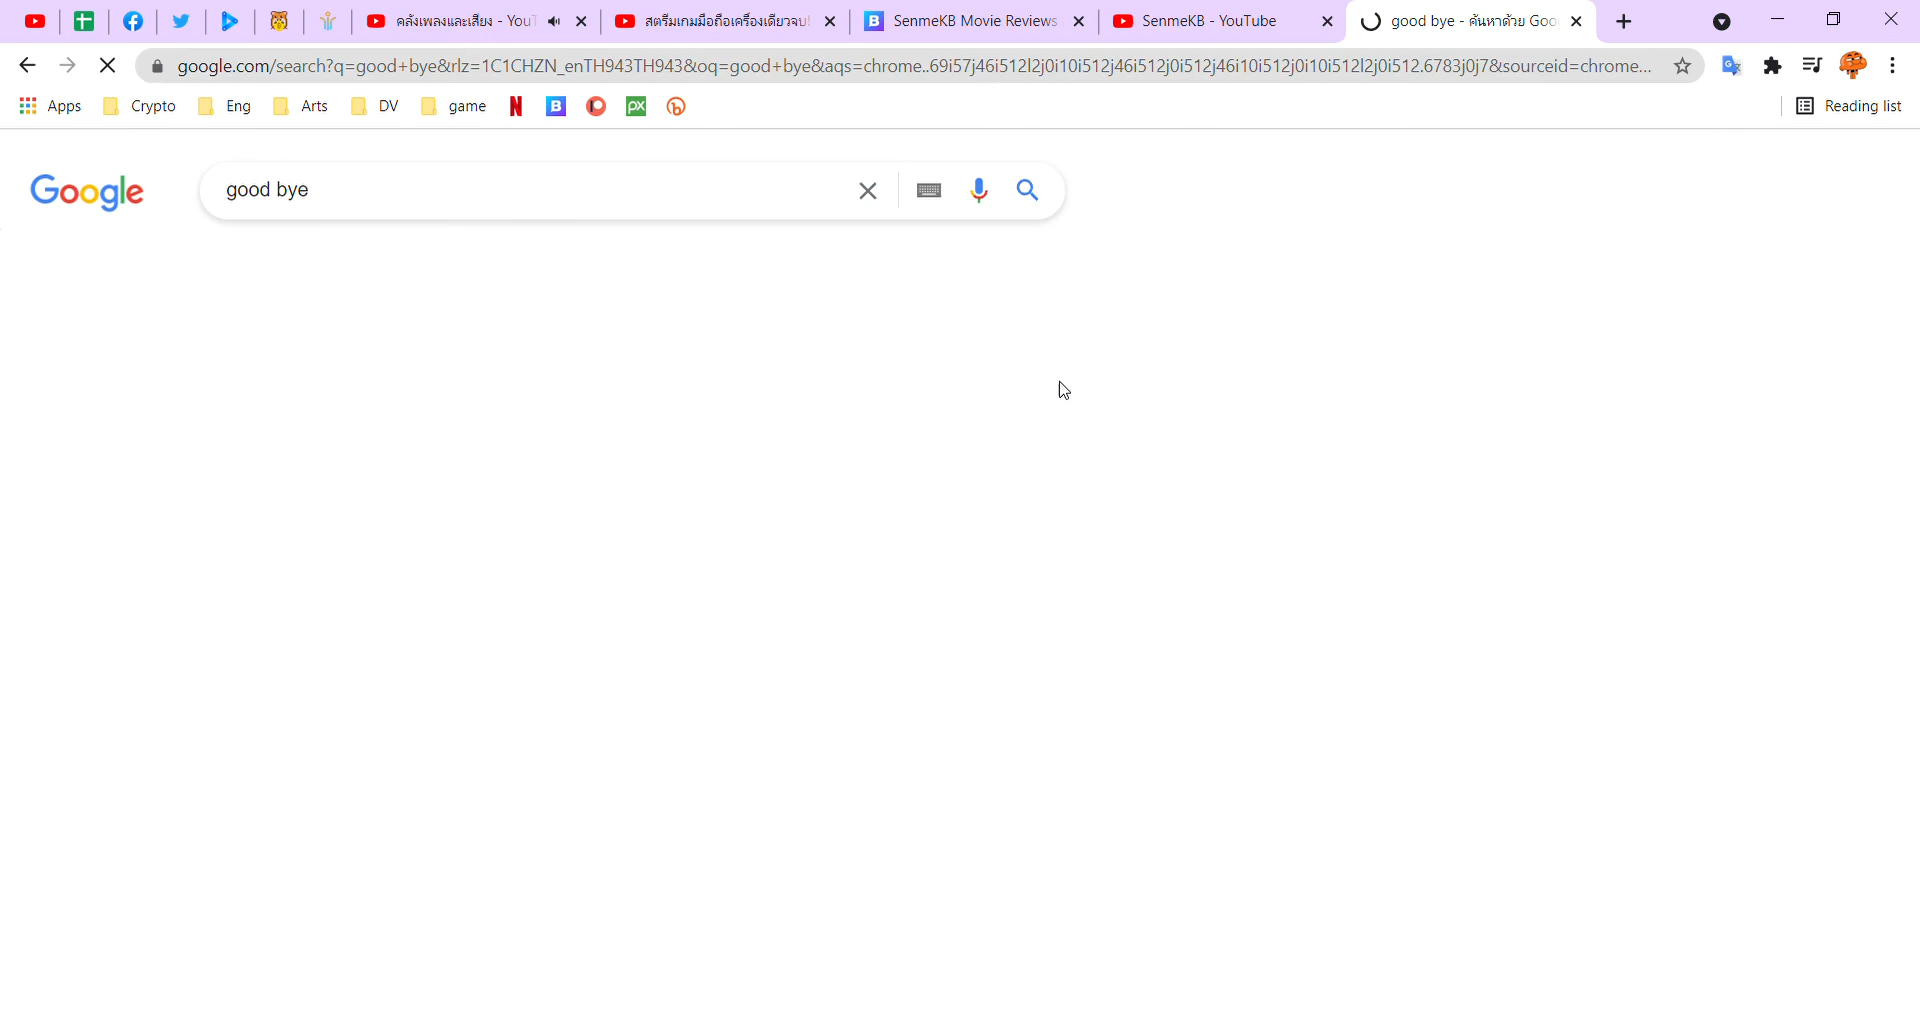 คลังเพลงและเสียง - YouT
สตรีมเกมมือถือเครื่องเดียวจบ!
SenmeKB Movie Reviews
SenmeKB - YouTube
good bye - ค้นหาด้วย Goo
google.com/search?q=good+bye&rlz=1C1CHZN_enTH943TH943&oq=good+bye&aqs=chrome..69i57j46i512l2j0i10i512j46i512j0i512j46i10i512j0i10i512l2j0i512.6783j0j7&sourceid=chrome...
Apps Crypto Eng Arts DV game N B px b Reading list
Google good bye